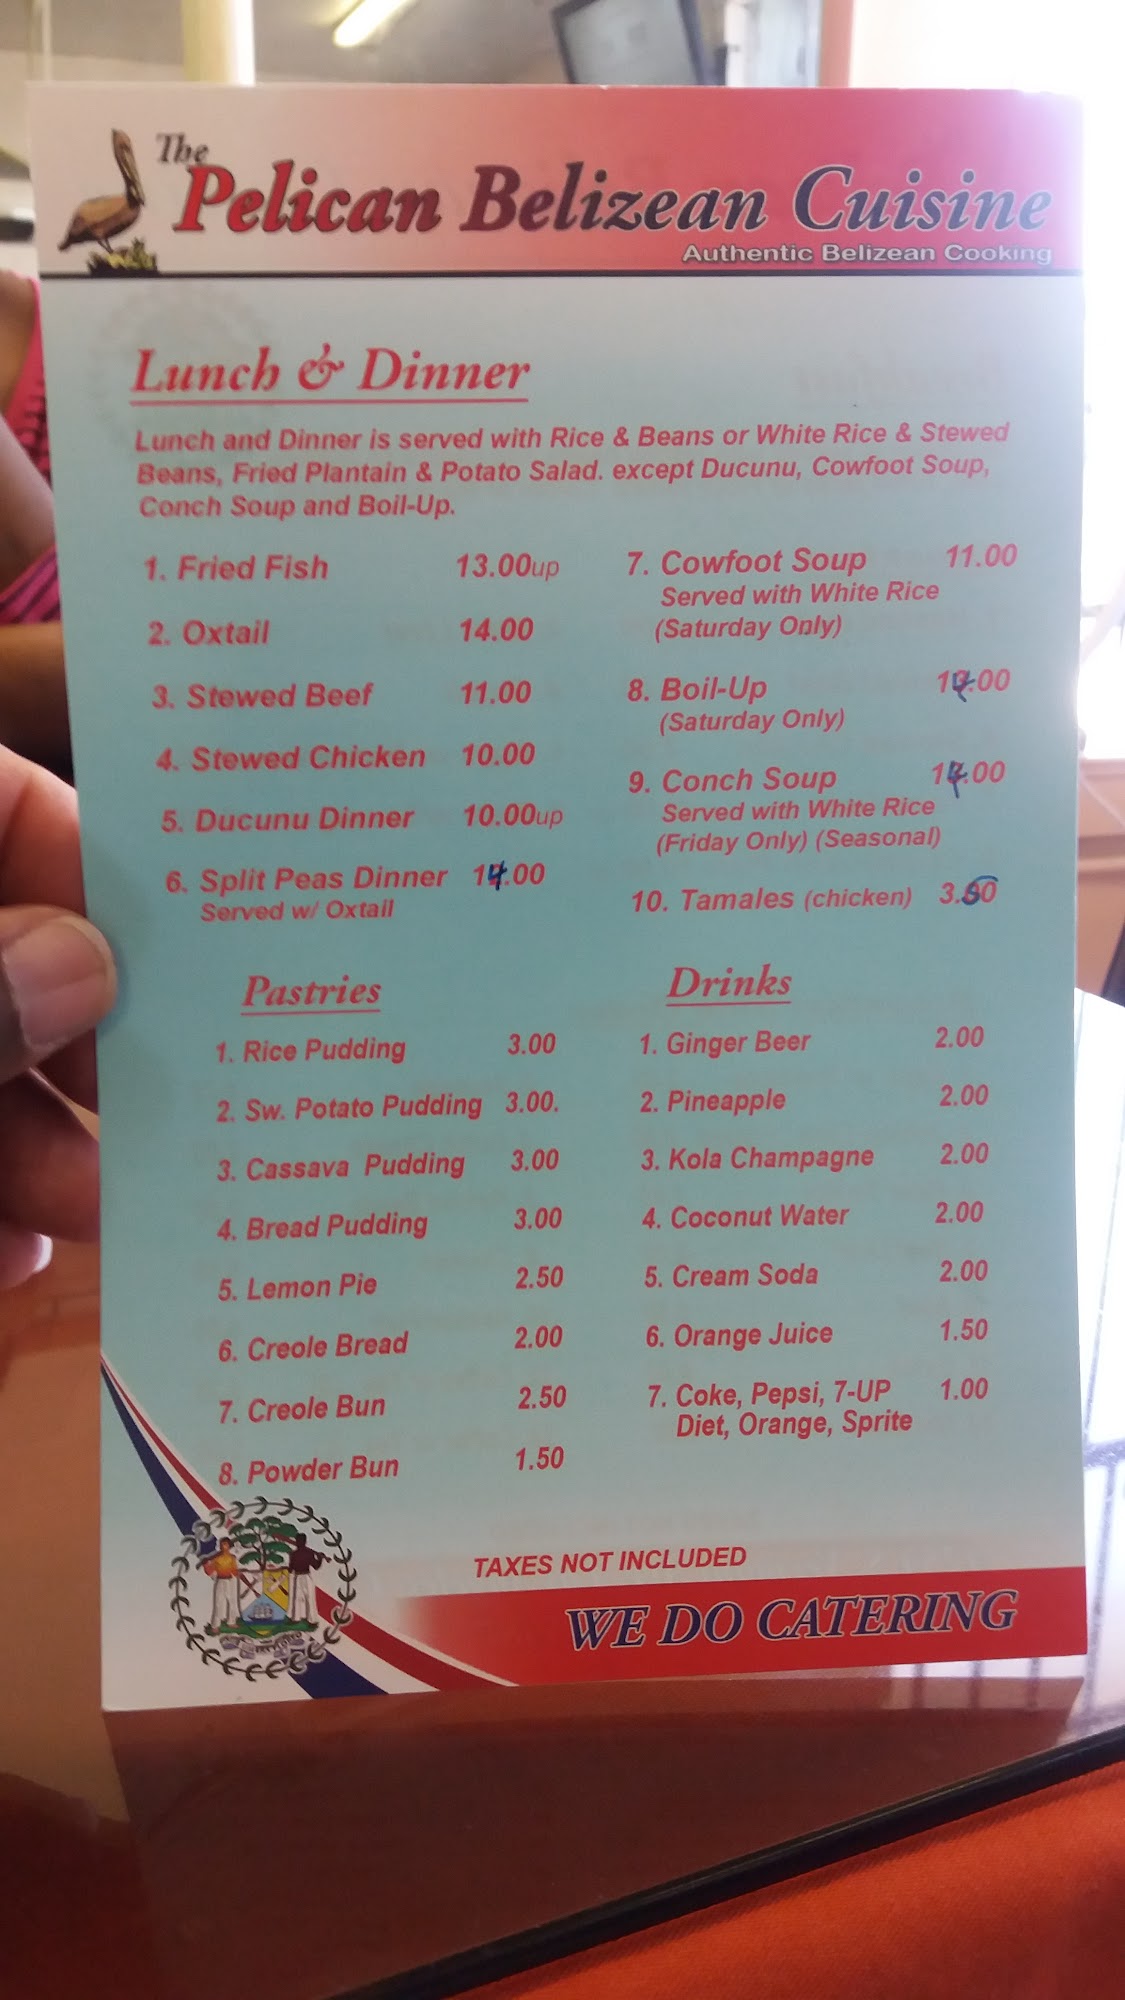 The
Pelican Belizean Cuisine
Authentic Belizean Cooking
Lunch & Dinner
Lunch and Dinner is served with Rice & Beans or White Rice & Stewed
Beans, Fried Plantain & Potato Salad. except Ducunu, Cowfoot Soup,
Conch Soup and Boil-Up.
1. Fried Fish 13.00up
2. Oxtail 14.00
3. Stewed Beef 11.00
4. Stewed Chicken 10.00
5. Ducunu Dinner 10.00up
6. Split Peas Dinner 14.00
Served w/ Oxtail
7. Cowfoot Soup 11.00
Served with White Rice
(Saturday Only)
8. Boil-Up 14.00
(Saturday Only)
9. Conch Soup 14.00
Served with White Rice
(Friday Only) (Seasonal)
10. Tamales (chicken) 3.50
Pastries
1. Rice Pudding 3.00
2. Sw. Potato Pudding 3.00.
3. Cassava Pudding 3.00
4. Bread Pudding 3.00
5. Lemon Pie 2.50
6. Creole Bread 2.00
7. Creole Bun 2.50
8. Powder Bun 1.50
Drinks
1. Ginger Beer 2.00
2. Pineapple 2.00
3. Kola Champagne 2.00
4. Coconut Water 2.00
5. Cream Soda 2.00
6. Orange Juice 1.50
7. Coke, Pepsi, 7-UP 1.00
Diet, Orange, Sprite
TAXES NOT INCLUDED
WE DO CATERING